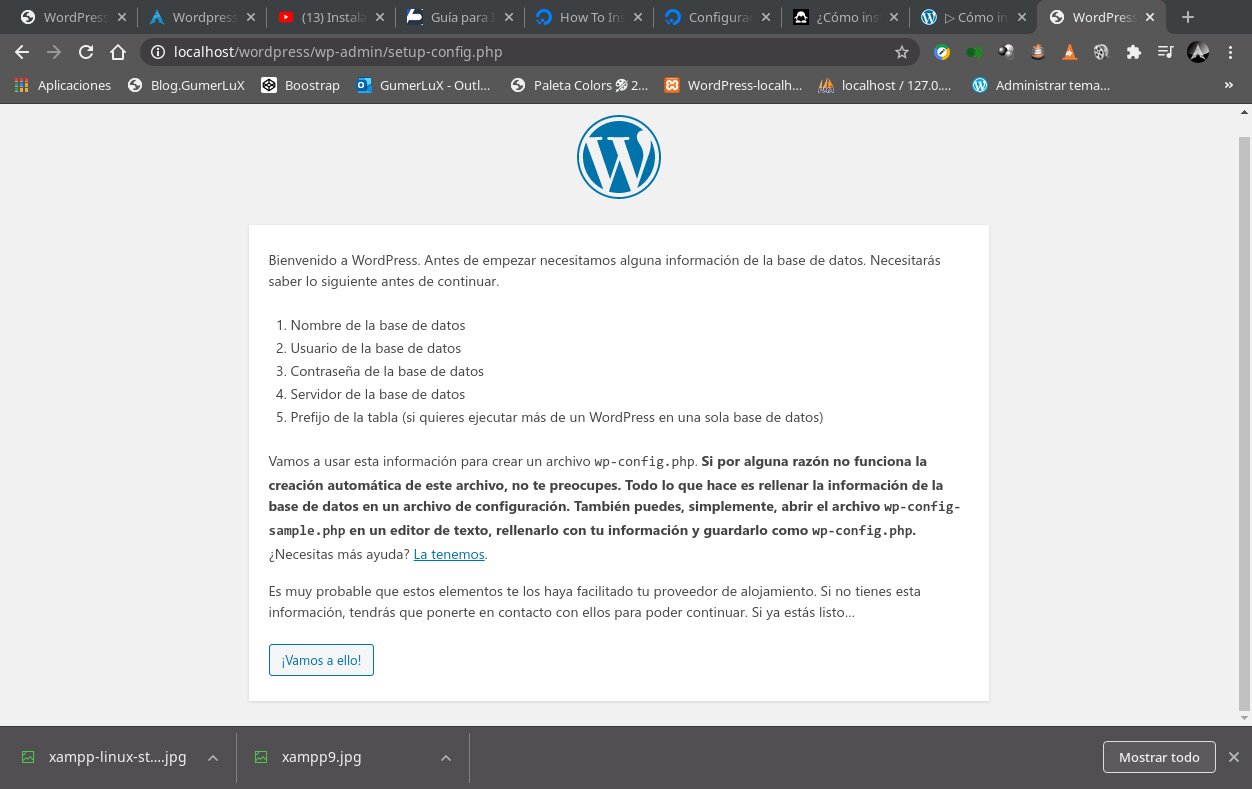 WordPress
Wordpress
(13) Instala
Guía para I
How To Ins
Configurac
¿Cómo ins
▷ Cómo in
WordPress
localhost/wordpress/wp-admin/setup-config.php
Aplicaciones
Blog.GumerLuX
Boostrap
GumerLuX - Outl...
Paleta Colors 🎨 2...
WordPress-localh...
localhost / 127.0....
Administrar tema...
»
Bienvenido a WordPress. Antes de empezar necesitamos alguna información de la base de datos. Necesitarás
saber lo siguiente antes de continuar.
1. Nombre de la base de datos
2. Usuario de la base de datos
3. Contraseña de la base de datos
4. Servidor de la base de datos
5. Prefijo de la tabla (si quieres ejecutar más de un WordPress en una sola base de datos)
Vamos a usar esta información para crear un archivo wp-config.php. Si por alguna razón no funciona la
creación automática de este archivo, no te preocupes. Todo lo que hace es rellenar la información de la
base de datos en un archivo de configuración. También puedes, simplemente, abrir el archivo wp-config-
sample.php en un editor de texto, rellenarlo con tu información y guardarlo como wp-config.php.
¿Necesitas más ayuda? La tenemos.
Es muy probable que estos elementos te los haya facilitado tu proveedor de alojamiento. Si no tienes esta
información, tendrás que ponerte en contacto con ellos para poder continuar. Si ya estás listo...
¡Vamos a ello!
xampp-linux-st....jpg
xampp9.jpg
Mostrar todo